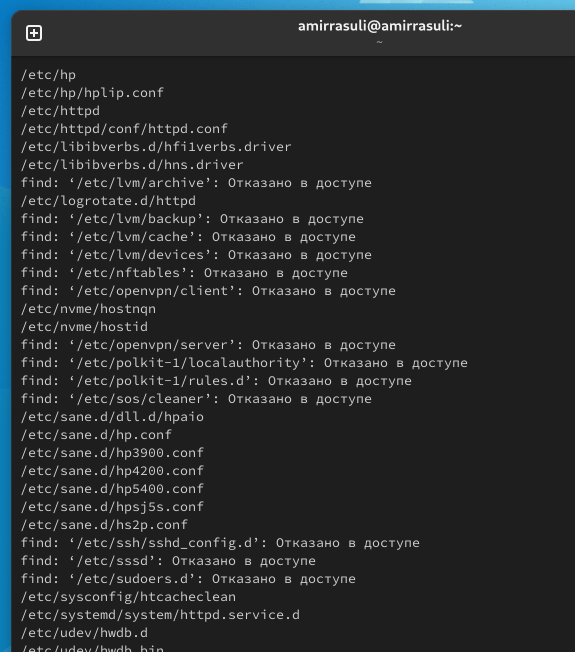 amirrasuli@amirrasuli:~
~
/etc/hp
/etc/hp/hplip.conf
/etc/httpd
/etc/httpd/conf/httpd.conf
/etc/libibverbs.d/hfi1verbs.driver
/etc/libibverbs.d/hns.driver
find: ‘/etc/lvm/archive’: Отказано в доступе
/etc/logrotate.d/httpd
find: ‘/etc/lvm/backup’: Отказано в доступе
find: ‘/etc/lvm/cache’: Отказано в доступе
find: ‘/etc/lvm/devices’: Отказано в доступе
find: ‘/etc/nftables’: Отказано в доступе
find: ‘/etc/openvpn/client’: Отказано в доступе
/etc/nvme/hostnqn
/etc/nvme/hostid
find: ‘/etc/openvpn/server’: Отказано в доступе
find: ‘/etc/polkit-1/localauthority’: Отказано в доступе
find: ‘/etc/polkit-1/rules.d’: Отказано в доступе
find: ‘/etc/sos/cleaner’: Отказано в доступе
/etc/sane.d/dll.d/hpaio
/etc/sane.d/hp.conf
/etc/sane.d/hp3900.conf
/etc/sane.d/hp4200.conf
/etc/sane.d/hp5400.conf
/etc/sane.d/hpsj5s.conf
/etc/sane.d/hs2p.conf
find: ‘/etc/ssh/sshd_config.d’: Отказано в доступе
find: ‘/etc/sssd’: Отказано в доступе
find: ‘/etc/sudoers.d’: Отказано в доступе
/etc/sysconfig/htcacheclean
/etc/systemd/system/httpd.service.d
/etc/udev/hwdb.d
/etc/udev/hwdb.bin